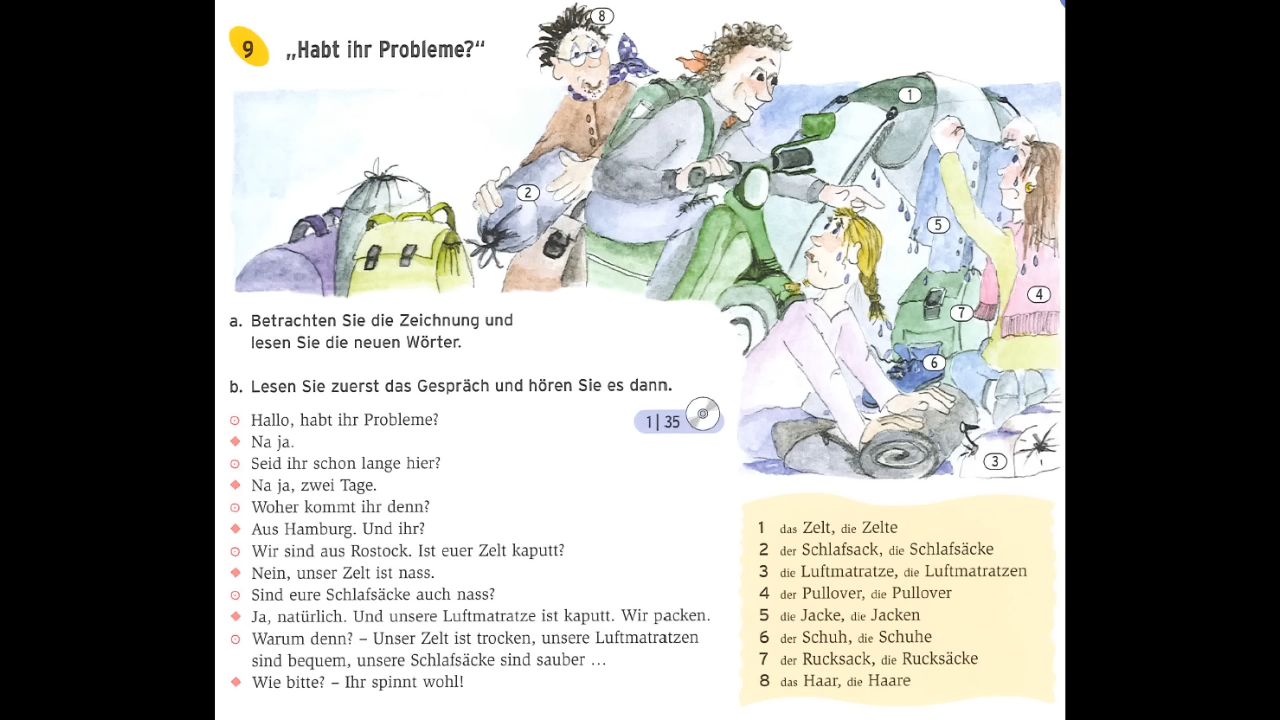 9 „Habt ihr Probleme?“
8
1
2
5
4
7
6
3
a. Betrachten Sie die Zeichnung und
lesen Sie die neuen Wörter.
b. Lesen Sie zuerst das Gespräch und hören Sie es dann.
1|35
Hallo, habt ihr Probleme?
Na ja.
Seid ihr schon lange hier?
Na ja, zwei Tage.
Woher kommt ihr denn?
Aus Hamburg. Und ihr?
Wir sind aus Rostock. Ist euer Zelt kaputt?
Nein, unser Zelt ist nass.
Sind eure Schlafsäcke auch nass?
Ja, natürlich. Und unsere Luftmatratze ist kaputt. Wir packen.
Warum denn? – Unser Zelt ist trocken, unsere Luftmatratzen
sind bequem, unsere Schlafsäcke sind sauber ...
Wie bitte? – Ihr spinnt wohl!
1 das Zelt, die Zelte
2 der Schlafsack, die Schlafsäcke
3 die Luftmatratze, die Luftmatratzen
4 der Pullover, die Pullover
5 die Jacke, die Jacken
6 der Schuh, die Schuhe
7 der Rucksack, die Rucksäcke
8 das Haar, die Haare